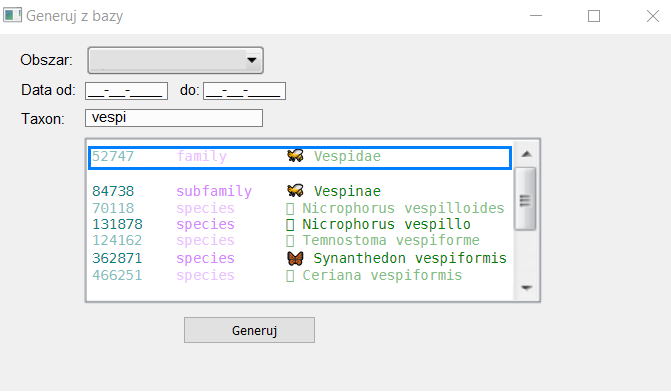 Generuj z bazy
Obszar:
Data od: __-__-____ do: __-__-____
Taxon: vespi
52747 family Vespidae
84738 subfamily Vespinae
70118 species Nicrophorus vespilloides
131878 species Nicrophorus vespillo
124162 species Temnostoma vespiforme
362871 species Synanthedon vespiformis
466251 species Ceriana vespiformis
Generuj